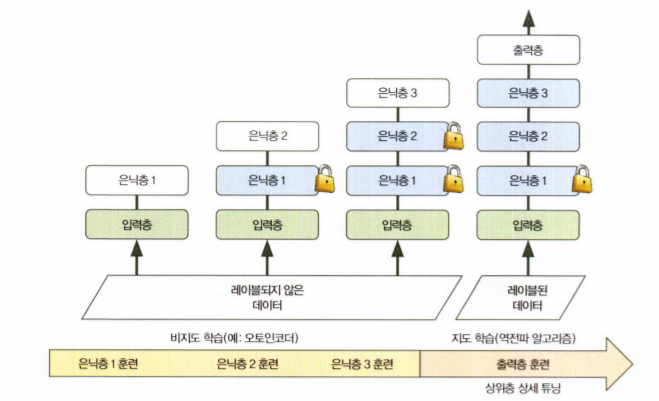 출력층
은닉층 3
은닉층 3
은닉층 2
은닉층 2
은닉층 2
은닉층 1
은닉층 1
은닉층 1
은닉층 1
입력층
입력층
입력층
입력층
레이블되지 않은
데이터
레이블된
데이터
비지도 학습(예: 오토인코더)
지도 학습(역전파 알고리즘)
은닉층 1 훈련
은닉층 2 훈련
은닉층 3 훈련
출력층 훈련
상위층 상세 튜닝